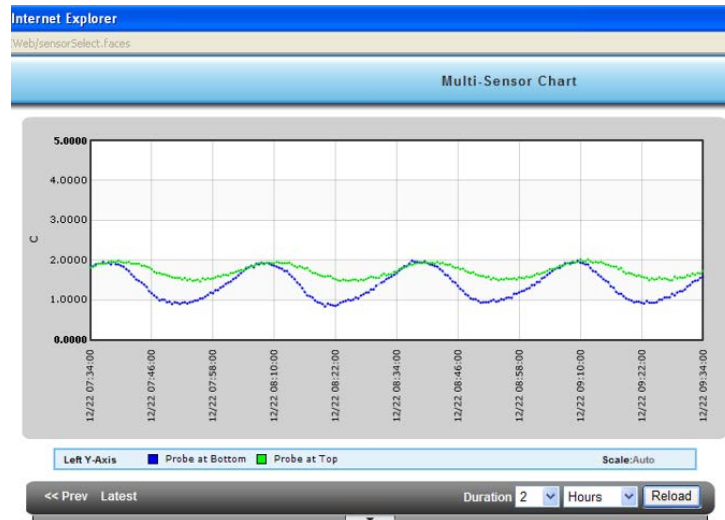 Internet Explorer
Web/sensorSelect.faces
Multi-Sensor Chart
5.0000
4.0000
3.0000
2.0000
1.0000
0.0000
C
12/22 07:34:00
12/22 07:46:00
12/22 07:58:00
12/22 08:10:00
12/22 08:22:00
12/22 08:34:00
12/22 08:46:00
12/22 08:58:00
12/22 09:10:00
12/22 09:22:00
12/22 09:34:00
Left Y-Axis Probe at Bottom Probe at Top Scale:Auto
<< Prev Latest Duration 2 Hours Reload